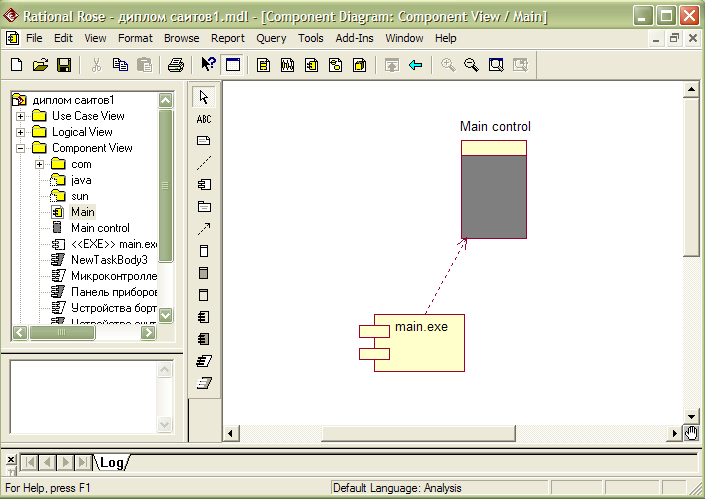 Rational Rose - диплом саитов1.mdl - [Component Diagram: Component View / Main]
File Edit View Format Browse Report Query Tools Add-Ins Window Help
ABC
диплом саитов1
Use Case View
Logical View
Component View
com
java
sun
Main
Main control
<<EXE>> main.exe
NewTaskBody3
Микроконтролле
Панель приборов
Устройства борт
Main control
main.exe
Log
For Help, press F1
Default Language: Analysis